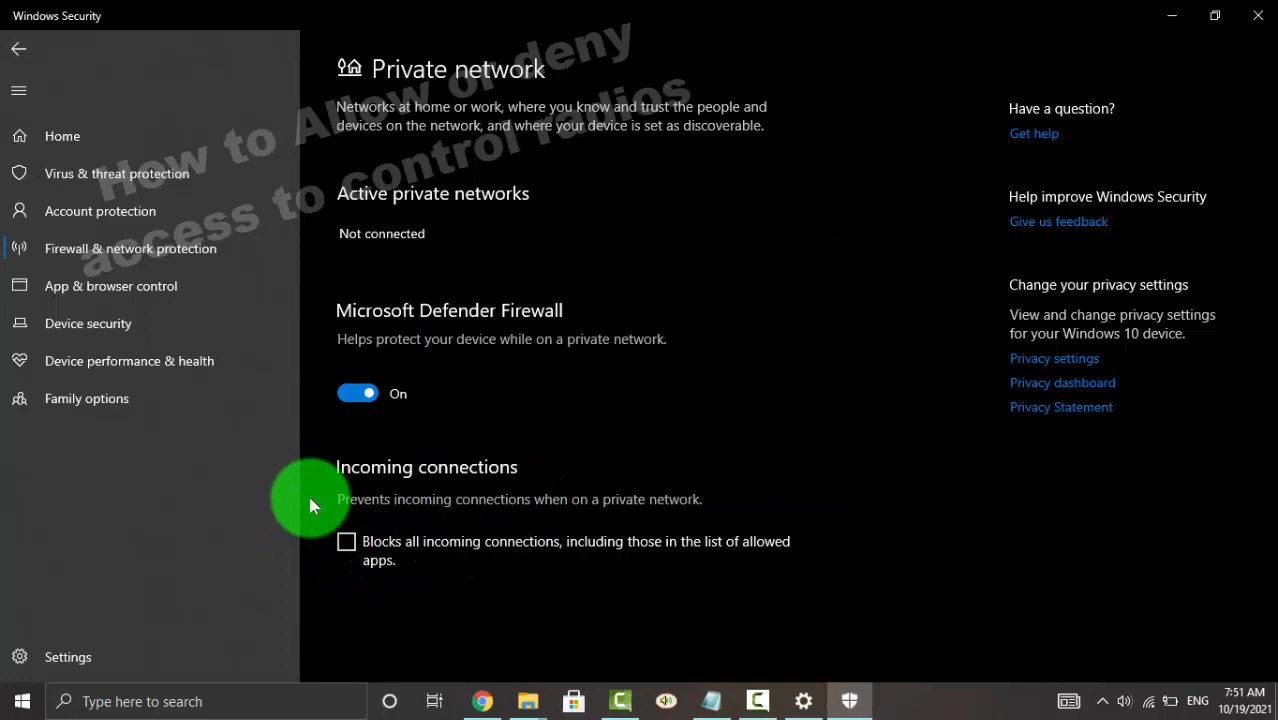 Windows Security
How to Allow or deny
access to control radios
Home
Virus & threat protection
Account protection
Firewall & network protection
App & browser control
Device security
Device performance & health
Family options
Settings
Private network
Networks at home or work, where you know and trust the people and
devices on the network, and where your device is set as discoverable.
Active private networks
Not connected
Microsoft Defender Firewall
Helps protect your device while on a private network.
On
Incoming connections
Prevents incoming connections when on a private network.
Blocks all incoming connections, including those in the list of allowed
apps.
Have a question?
Get help
Help improve Windows Security
Give us feedback
Change your privacy settings
View and change privacy settings
for your Windows 10 device.
Privacy settings
Privacy dashboard
Privacy Statement
Type here to search
ENG
7:51 AM
10/19/2021